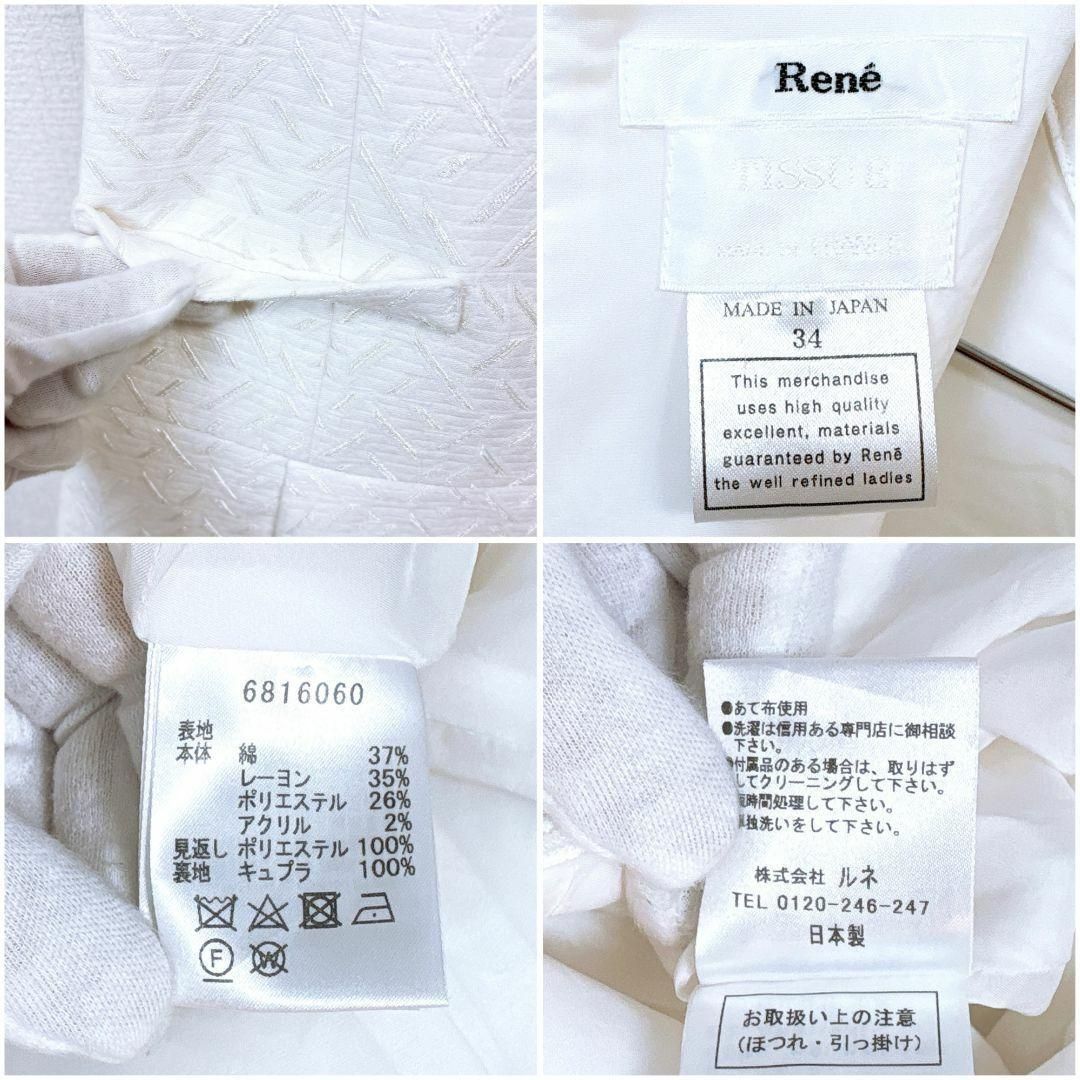 René
TISSUE
MADE IN FRANCE
MADE IN JAPAN
34
This merchandise
uses high quality
excellent, materials
guaranteed by René
the well refined ladies
6816060
表地
本体 綿 37%
レーヨン 35%
ポリエステル 26%
アクリル 2%
見返し ポリエステル 100%
裏地 キュプラ 100%
F
W
●あて布使用
●洗濯は信用ある専門店に御相談
下さい。
●付属品のある場合は、取りはず
してクリーニングして下さい。
時間処理して下さい。
独洗いをして下さい。
株式会社 ルネ
TEL 0120-246-247
日本製
お取扱い上の注意
(ほつれ・引っ掛け)